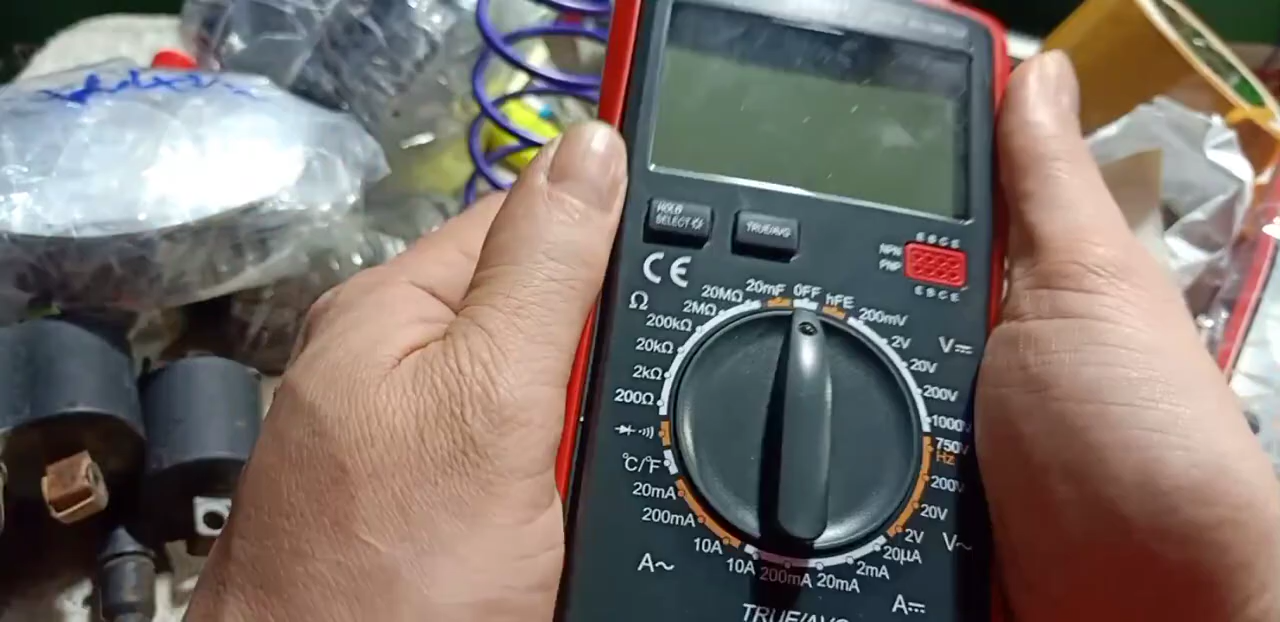 HOLD
SELECT
TRUE/AVG
E B C E
NPN
PNP
E B C E
CE
Ω
20MΩ
20mF
OFF
hFE
200mV
2MΩ
2V
200kΩ
V
20V
20kΩ
200V
2kΩ
1000V
200Ω
750V
Hz
°C/°F
200V
20mA
20V
200mA
2V
V~
10A
20µA
A~
10A
200mA
20mA
2mA
A
TRUE/AVG